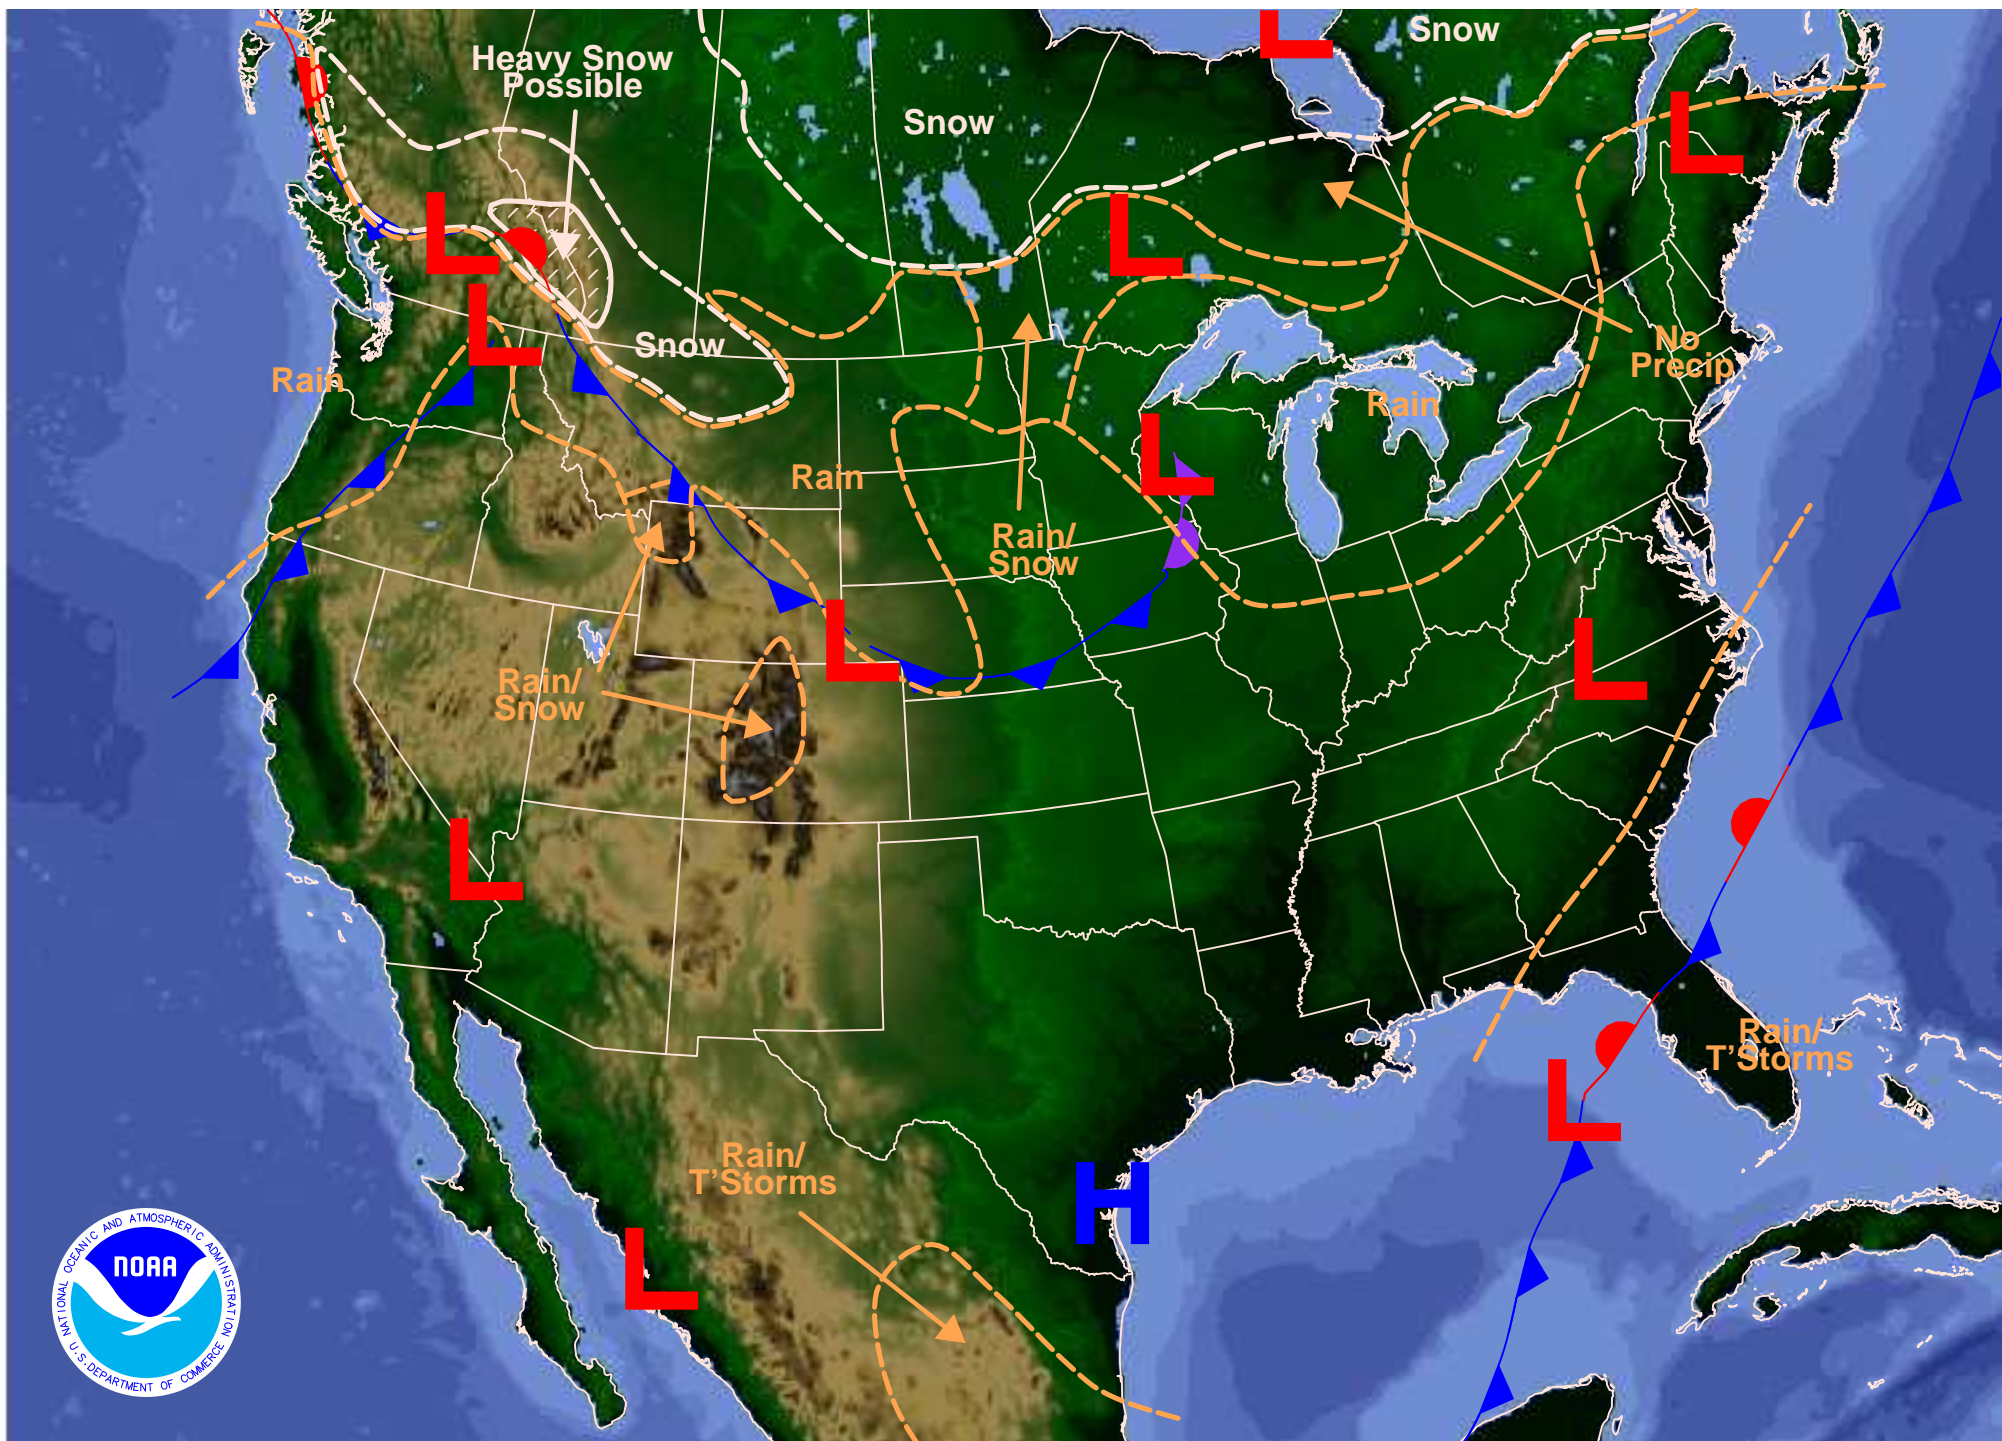 Snow
Heavy Snow
Possible
Snow
L
L
L
L
L
Snow
No
Precip
Rain
Rain
L
Rain
Rain/
Snow
L
L
Rain/
Snow
L
Rain/
T'Storms
L
Rain/
T'Storms
H
L
NATIONAL OCEANIC AND ATMOSPHERIC ADMINISTRATION
NOAA
U.S. DEPARTMENT OF COMMERCE